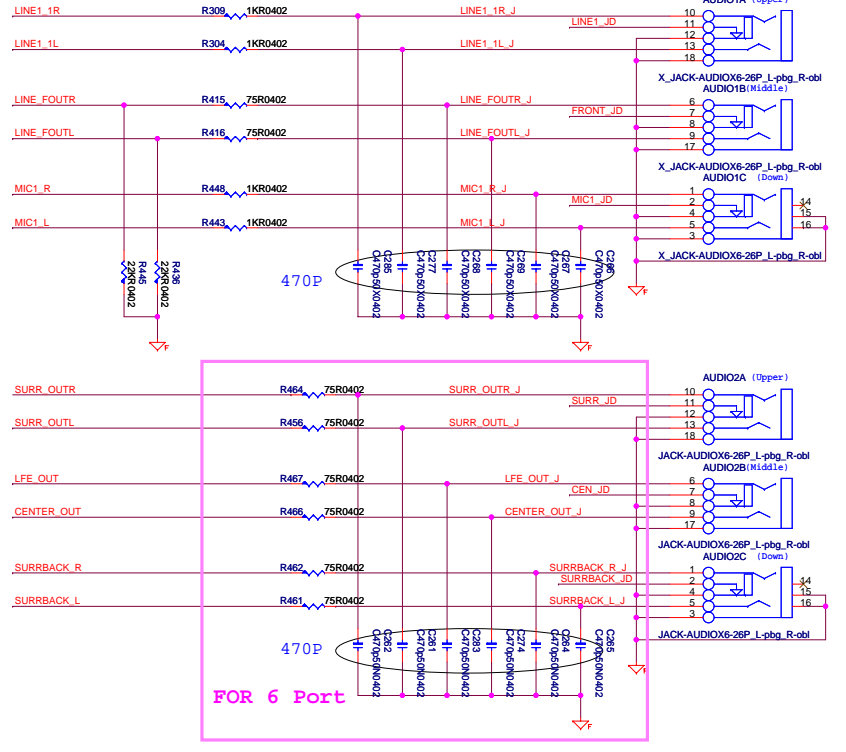 AUDIO1A (Upper)
LINE1_1R R309 1KR0402 LINE1_1R_J 10
LINE1_JD 11
12
LINE1_1L R304 1KR0402 LINE1_1L_J 13
18
X_JACK-AUDIOX6-26P_L-pbg_R-obl
AUDIO1B(Middle)
LINE_FOUTR R415 75R0402 LINE_FOUTR_J 6
FRONT_JD 7
8
LINE_FOUTL R416 75R0402 LINE_FOUTL_J 9
17
X_JACK-AUDIOX6-26P_L-pbg_R-obl
AUDIO1C (Down)
MIC1_R R448 1KR0402 MIC1_R_J 1
MIC1_JD 2 14
4 15
MIC1_L R443 1KR0402 MIC1_L_J 5 16
3
X_JACK-AUDIOX6-26P_L-pbg_R-obl
R445
22KR0402
R436
22KR0402
470P
C285
C470p50X0402
C277
C470p50X0402
C268
C470p50X0402
C269
C470p50X0402
C267
C470p50X0402
C470p50X0402
F
F
F
AUDIO2A (Upper)
SURR_OUTR R464 75R0402 SURR_OUTR_J 10
SURR_JD 11
12
SURR_OUTL R456 75R0402 SURR_OUTL_J 13
18
JACK-AUDIOX6-26P_L-pbg_R-obl
AUDIO2B(Middle)
LFE_OUT R467 75R0402 LFE_OUT_J 6
CEN_JD 7
8
CENTER_OUT R466 75R0402 CENTER_OUT_J 9
17
JACK-AUDIOX6-26P_L-pbg_R-obl
AUDIO2C (Down)
SURRBACK_R R462 75R0402 SURRBACK_R_J 1
SURRBACK_JD 2 14
4 15
SURRBACK_L R461 75R0402 SURRBACK_L_J 5 16
3
JACK-AUDIOX6-26P_L-pbg_R-obl
470P
C262
C470p50N0402
C261
C470p50N0402
C283
C470p50N0402
C274
C470p50N0402
C264
C470p50N0402
C265
C470p50N0402
F
F
FOR 6 Port